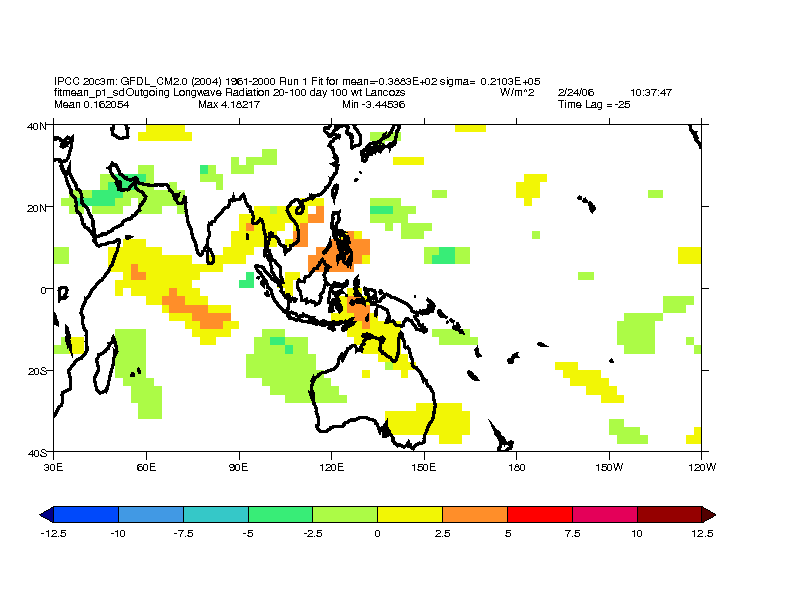 IPCC 20c3m: GFDL_CM2.0 (2004) 1961-2000 Run 1 Fit for mean=-0.3883E+02 sigma= 0.2103E+05
fitmean_p1_sdOutgoing Longwave Radiation 20-100 day 100 wt Lancozs W/m^2 2/24/06 10:37:47
Mean 0.162054 Max 4.18217 Min -3.44536 Time Lag = -25
40N
20N
0
20S
40S
30E 60E 90E 120E 150E 180 150W 120W
-12.5 -10 -7.5 -5 -2.5 0 2.5 5 7.5 10 12.5